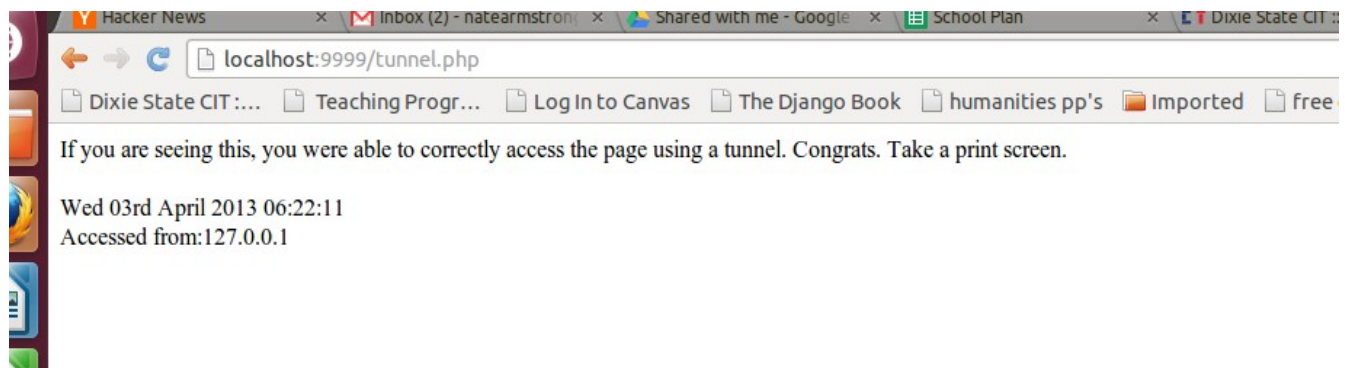 Hacker News × Inbox (2) - natearmstrong × Shared with me - Google × School Plan × Dixie State CIT ::
localhost:9999/tunnel.php
Dixie State CIT :... Teaching Progr... Log In to Canvas The Django Book humanities pp's Imported free
If you are seeing this, you were able to correctly access the page using a tunnel. Congrats. Take a print screen.
Wed 03rd April 2013 06:22:11
Accessed from:127.0.0.1